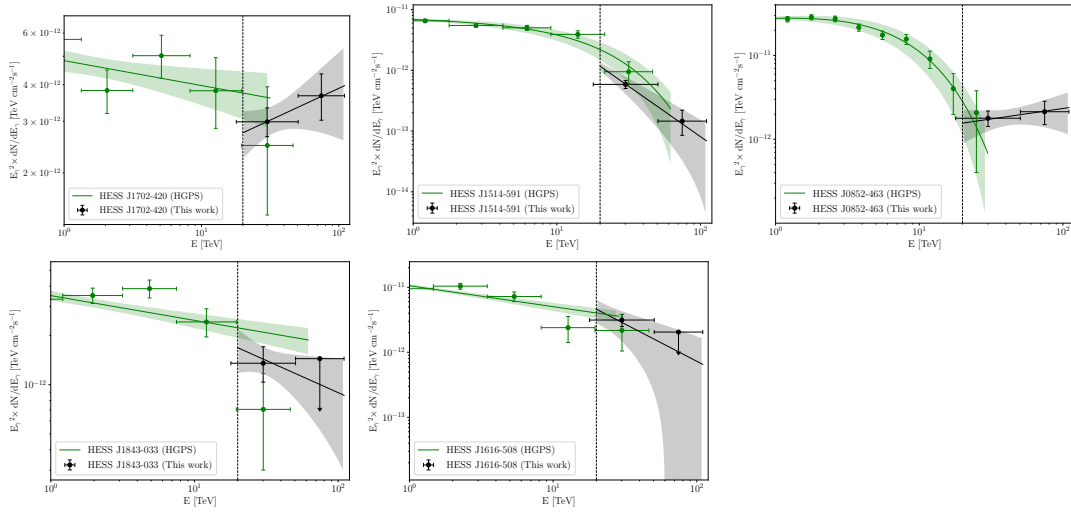 E_γ² × dN/dE_γ [TeV cm⁻²s⁻¹]
6 × 10⁻¹²
4 × 10⁻¹²
3 × 10⁻¹²
2 × 10⁻¹²
HESS J1702-420 (HGPS)
HESS J1702-420 (This work)
10⁰ 10¹ 10²
E [TeV]
E_γ² × dN/dE_γ [TeV cm⁻²s⁻¹]
10⁻¹¹
10⁻¹²
10⁻¹³
10⁻¹⁴
HESS J1514-591 (HGPS)
HESS J1514-591 (This work)
10⁰ 10¹ 10²
E [TeV]
E_γ² × dN/dE_γ [TeV cm⁻²s⁻¹]
10⁻¹¹
10⁻¹²
HESS J0852-463 (HGPS)
HESS J0852-463 (This work)
10⁰ 10¹ 10²
E [TeV]
E_γ² × dN/dE_γ [TeV cm⁻²s⁻¹]
10⁻¹²
HESS J1843-033 (HGPS)
HESS J1843-033 (This work)
10⁰ 10¹ 10²
E [TeV]
E_γ² × dN/dE_γ [TeV cm⁻²s⁻¹]
10⁻¹¹
10⁻¹²
10⁻¹³
HESS J1616-508 (HGPS)
HESS J1616-508 (This work)
10⁰ 10¹ 10²
E [TeV]